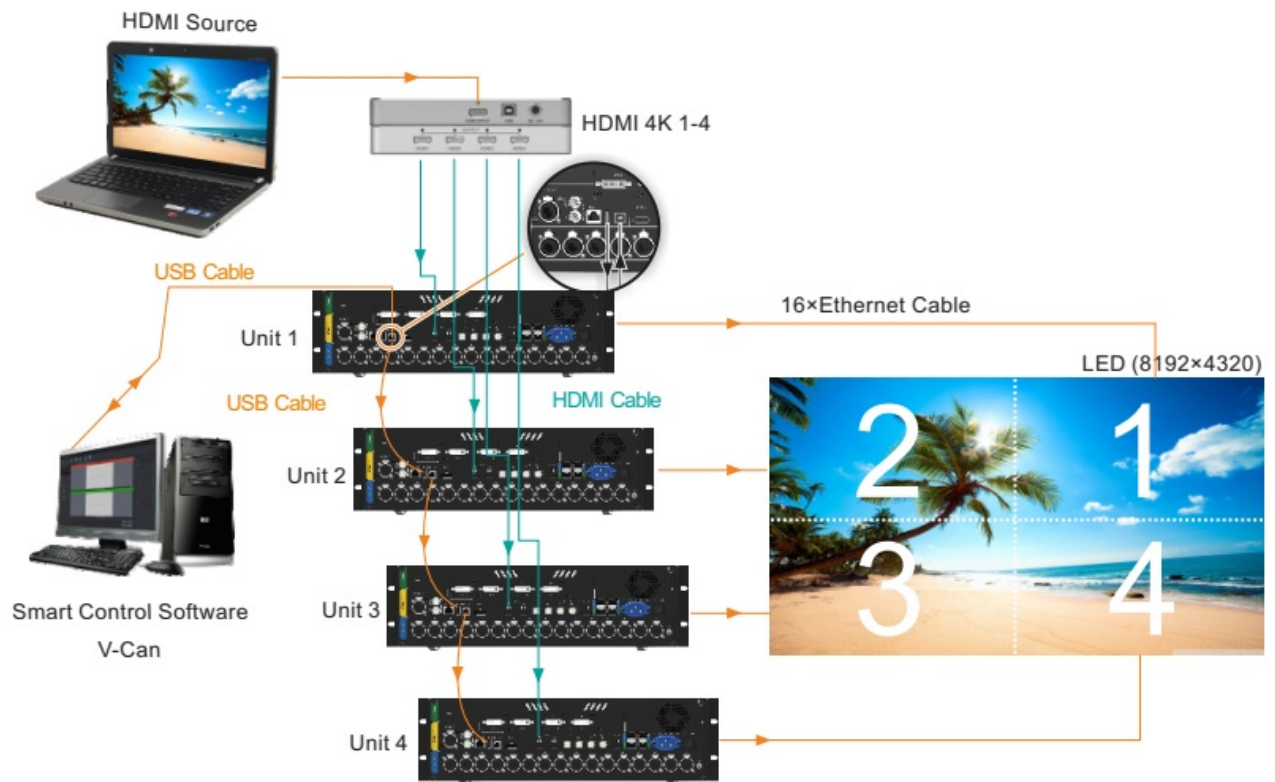 HDMI Source
HDMI 4K 1-4
USB Cable
16×Ethernet Cable
Unit 1
LED (8192×4320)
USB Cable
HDMI Cable
2
1
Unit 2
3
4
Smart Control Software
V-Can
Unit 3
Unit 4